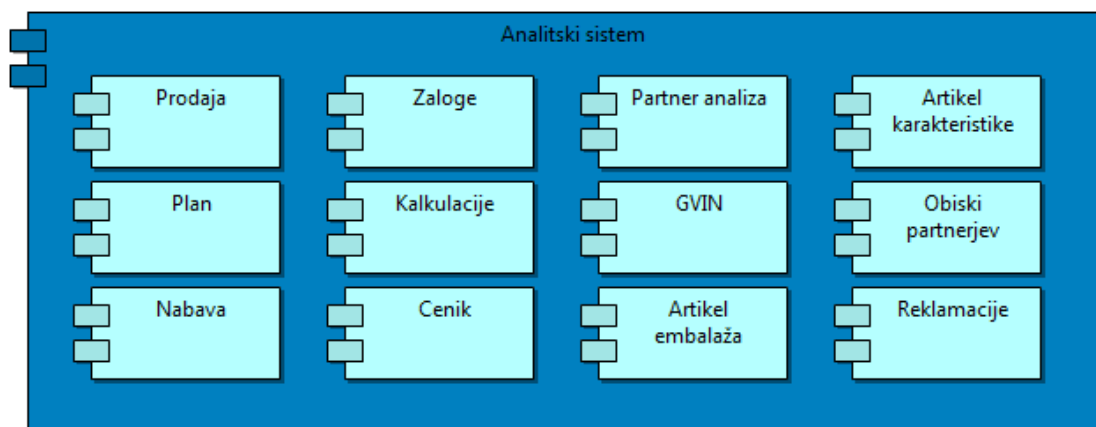 Analitski sistem
Prodaja
Zaloge
Partner analiza
Artikel
karakteristike
Plan
Kalkulacije
GVIN
Obiski
partnerjev
Nabava
Cenik
Artikel
embalaža
Reklamacije